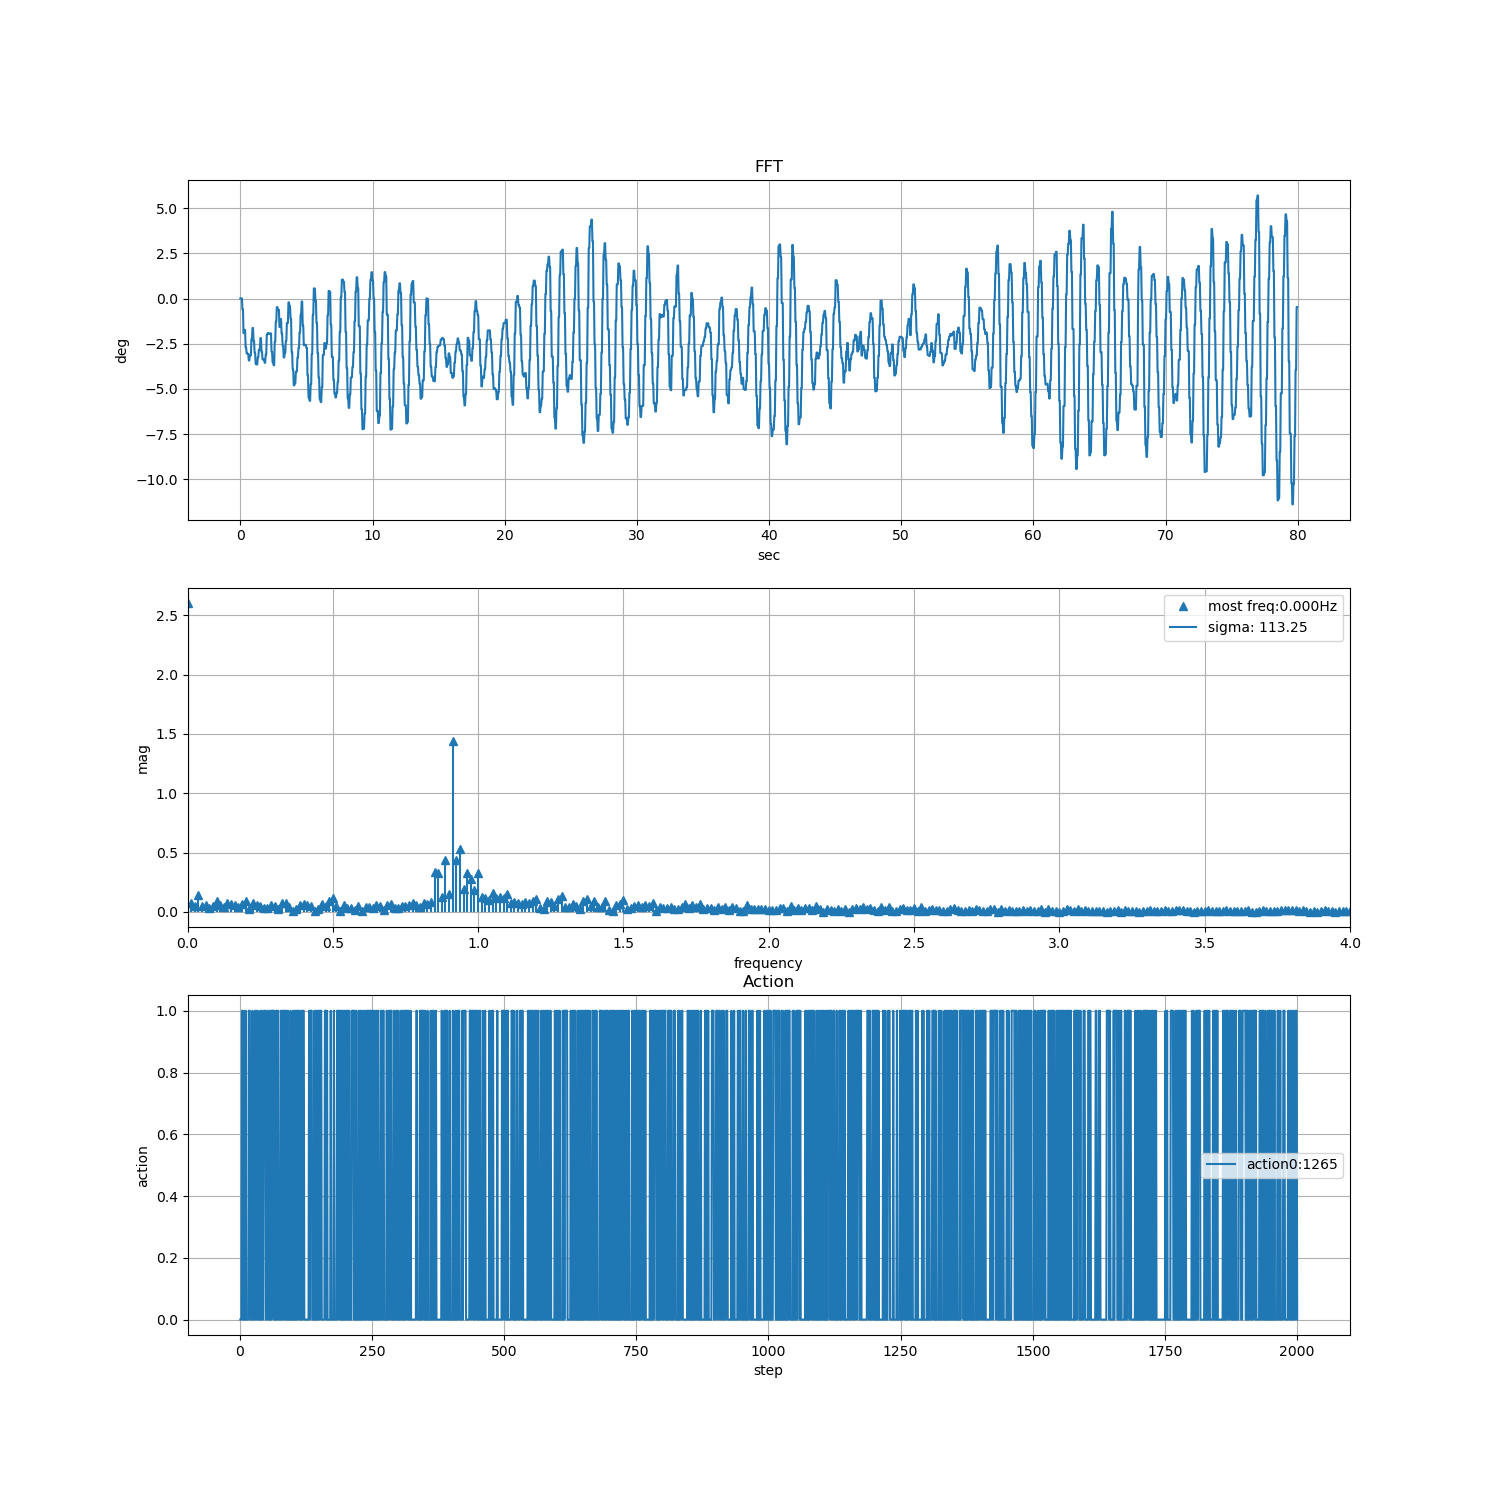 FFT
5.0
2.5
0.0
−2.5
−5.0
−7.5
−10.0
deg
0 10 20 30 40 50 60 70 80
sec
2.5
2.0
1.5
1.0
0.5
0.0
mag
most freq:0.000Hz
sigma: 113.25
0.0 0.5 1.0 1.5 2.0 2.5 3.0 3.5 4.0
frequency
Action
1.0
0.8
0.6
0.4
0.2
0.0
action
action0:1265
0 250 500 750 1000 1250 1500 1750 2000
step